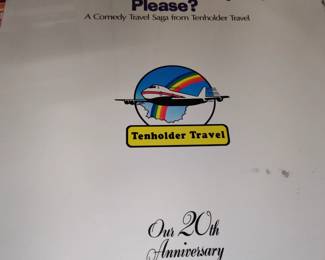 Please?
A Comedy Travel Saga from Tenholder Travel
Tenholder Travel
Our 20th
Anniversary